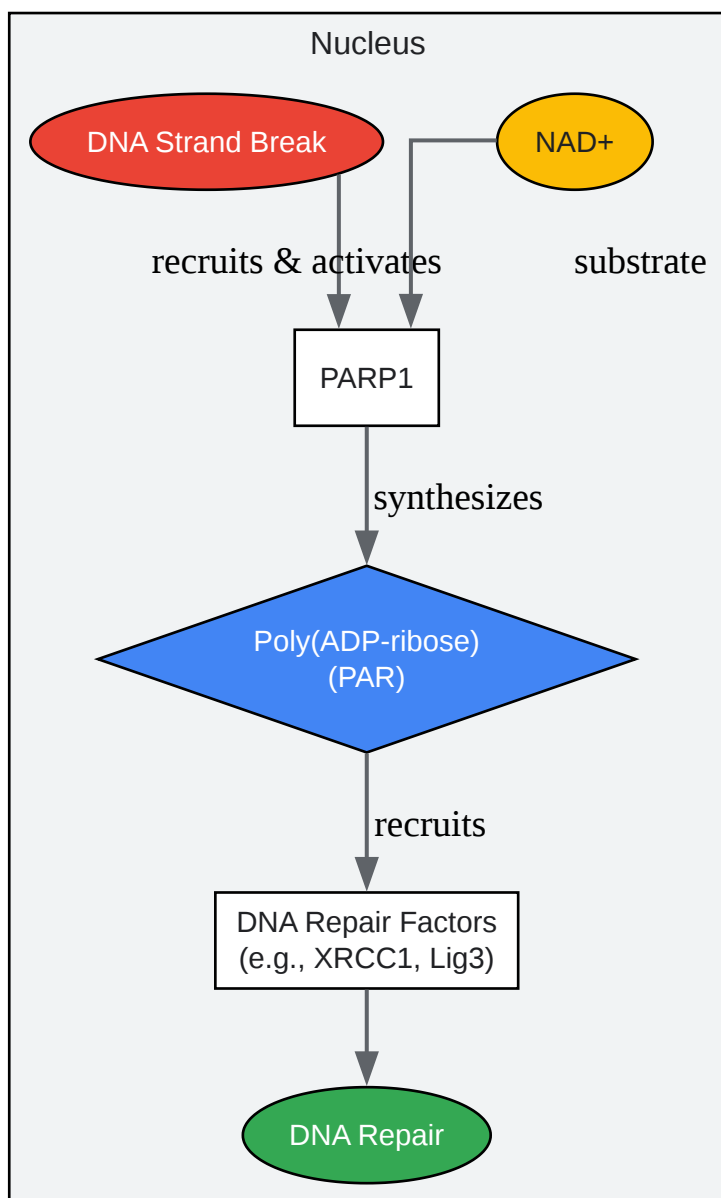 Nucleus
DNA Strand Break
NAD+
recruits & activates
substrate
PARP1
synthesizes
Poly(ADP-ribose)
(PAR)
recruits
DNA Repair Factors
(e.g., XRCC1, Lig3)
DNA Repair